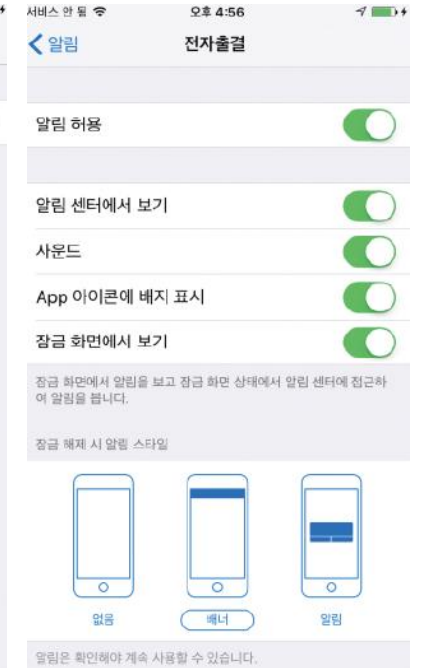 서비스 안 됨 오후 4:56
알림 전자출결
알림 허용
알림 센터에서 보기
사운드
App 아이콘에 배지 표시
잠금 화면에서 보기
잠금 화면에서 알림을 보고 잠금 화면 상태에서 알림 센터에 접근하
여 알림을 봅니다.
잠금 해제 시 알림 스타일
없음 배너 알림
알림은 확인해야 계속 사용할 수 있습니다.